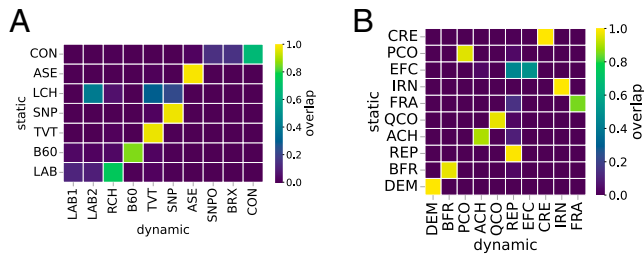 A
CON
ASE
LCH
SNP
TVT
B60
LAB
static
LAB1
LAB2
RCH
B60
TVT
SNP
ASE
SNPO
BRX
CON
dynamic
1.0
0.8
0.6
0.4
0.2
0.0
overlap
B
CRE
PCO
EFC
IRN
FRA
QCO
ACH
REP
BFR
DEM
static
DEM
BFR
PCO
ACH
QCO
REP
EFC
CRE
IRN
FRA
dynamic
1.0
0.8
0.6
0.4
0.2
0.0
overlap